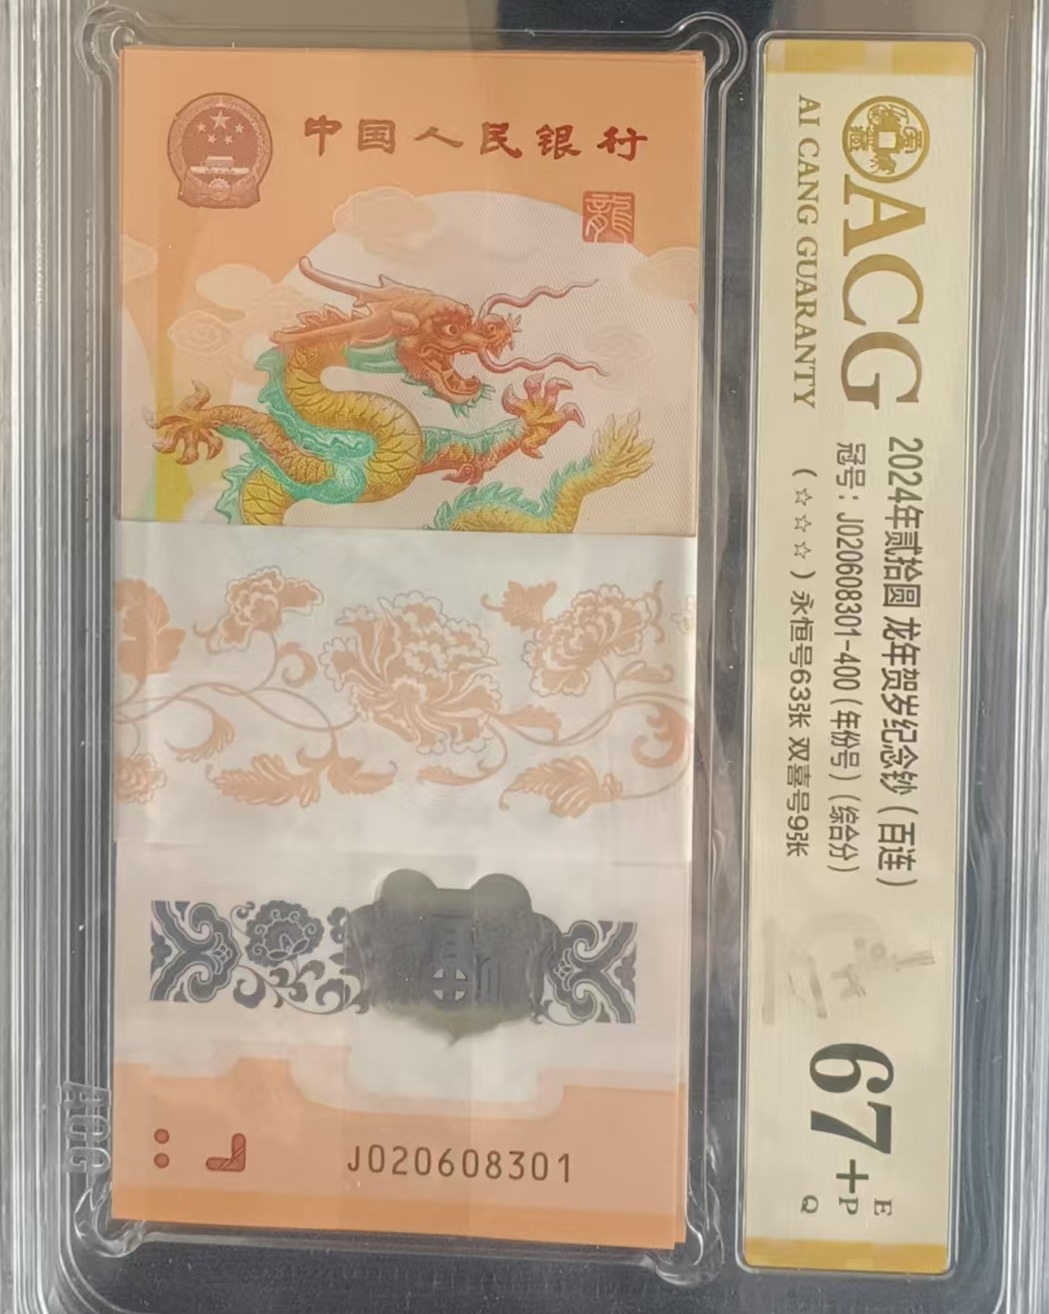 中国人民银行
龍
J020608301
ACG
AI CANG GUARANTY
2024年贰拾圆 龙年贺岁纪念钞（百连）
冠号：J020608301-400（年份号）（综合分）
（☆☆☆）永恒号63张 双喜号9张
67+
E
P
Q
ACG